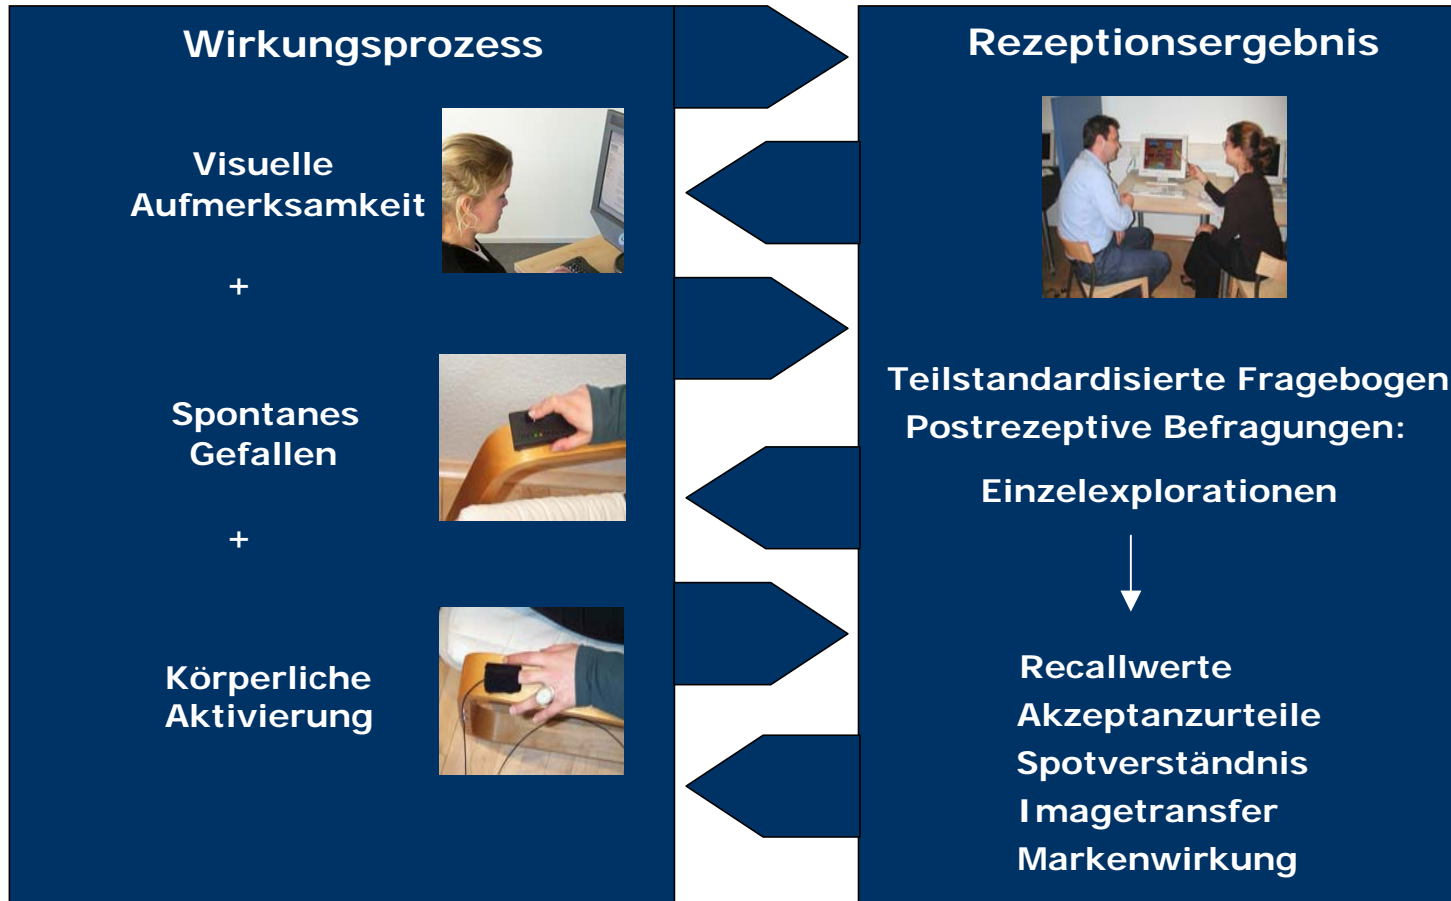 Wirkungsprozess
Visuelle
Aufmerksamkeit
+
Spontanes
Gefallen
+
Körperliche
Aktivierung
Rezeptionsergebnis
Teilstandardisierte Fragebogen
Postrezeptive Befragungen:
Einzelexplorationen
Recallwerte
Akzeptanzurteile
Spotverständnis
Imagetransfer
Markenwirkung